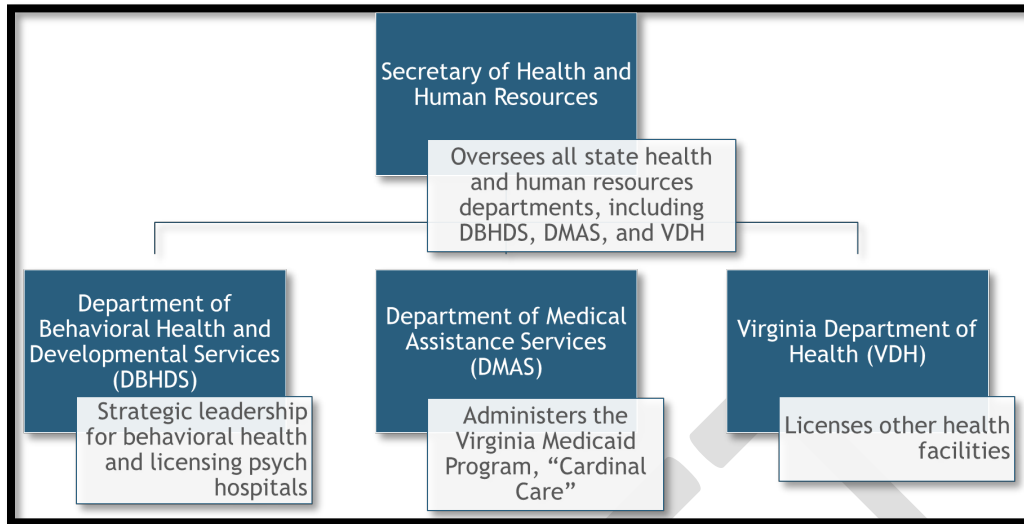 Secretary of Health and
Human Resources
Oversees all state health
and human resources
departments, including
DBHDS, DMAS, and VDH
Department of
Behavioral Health and
Developmental Services
(DBHDS)
Strategic leadership
for behavioral health
and licensing psych
hospitals
Department of Medical
Assistance Services
(DMAS)
Administers the
Virginia Medicaid
Program, “Cardinal
Care”
Virginia Department of
Health (VDH)
Licenses other health
facilities